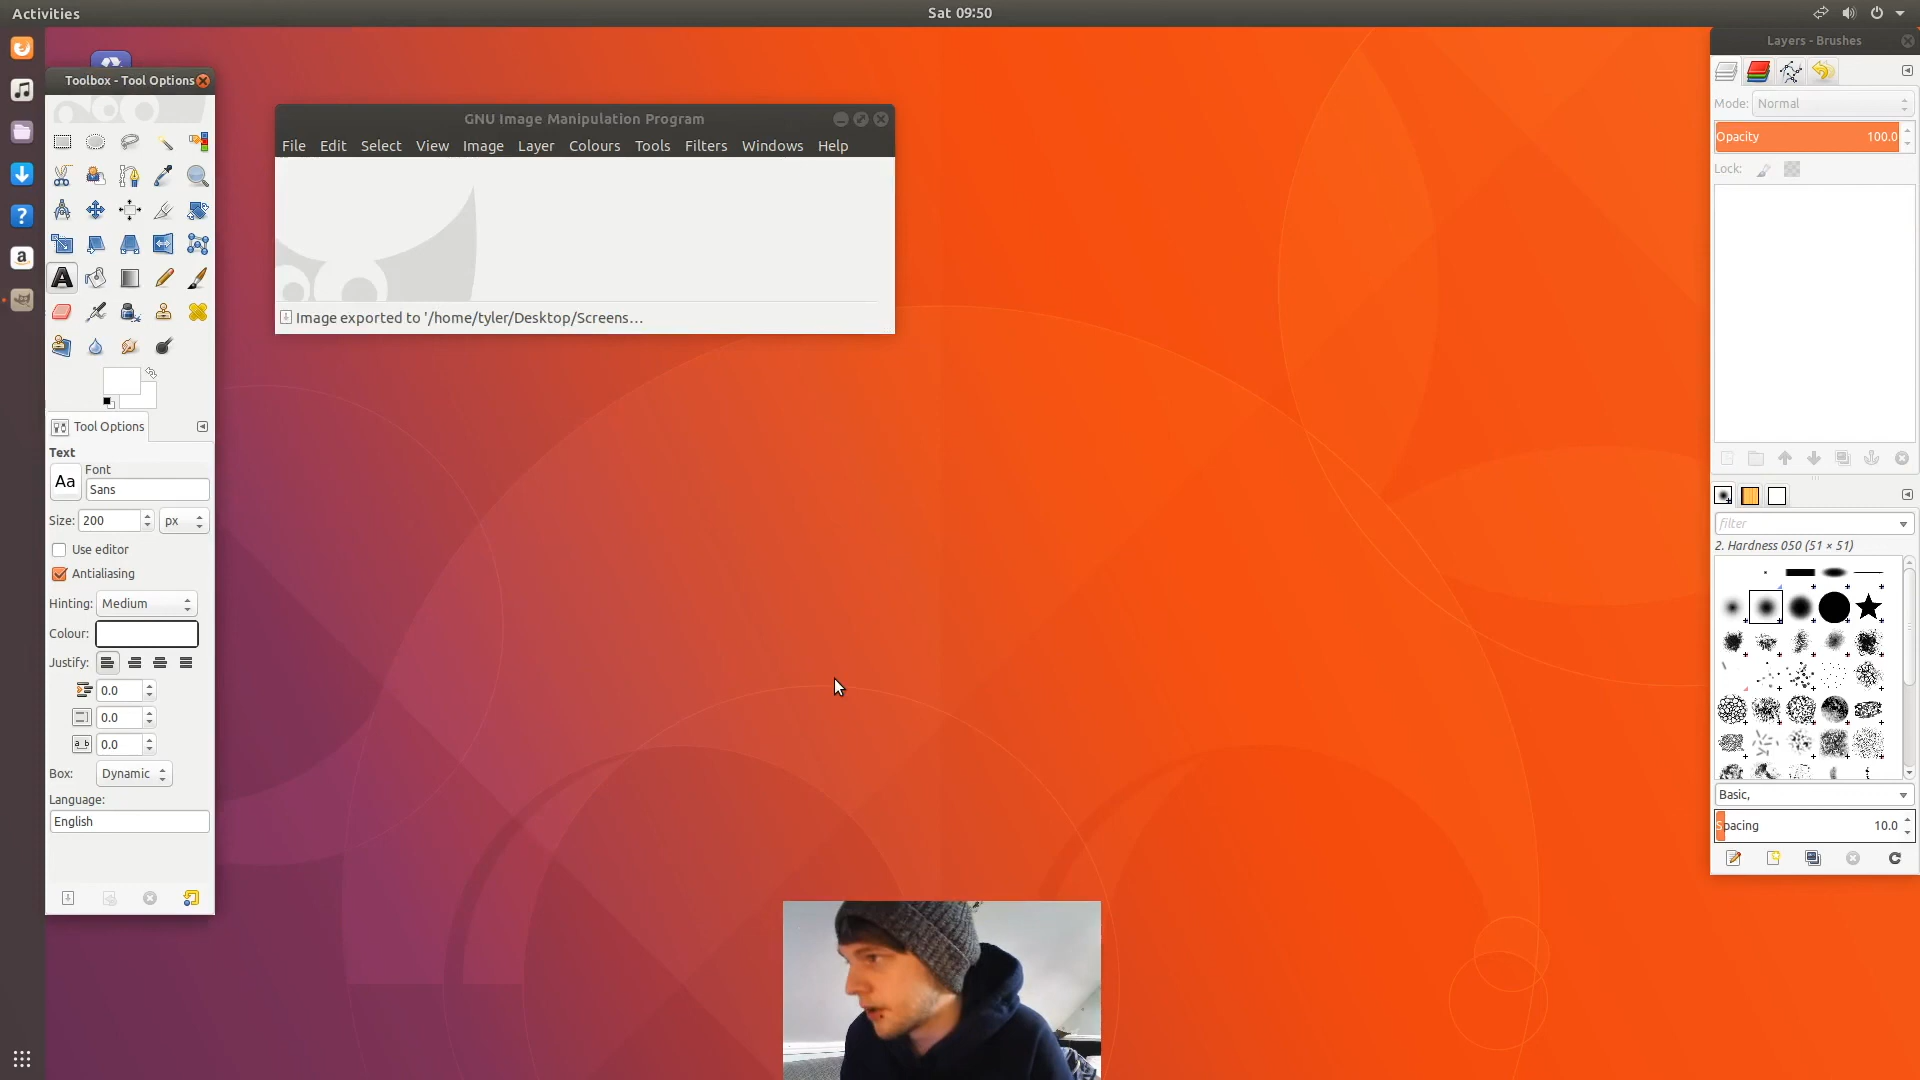 Activities
Sat 09:50
Toolbox - Tool Options
Tool Options
Text
Font
Aa
Sans
Size: 200 px
Use editor
Antialiasing
Hinting: Medium
Colour:
Justify:
0.0
0.0
a b 0.0
Box: Dynamic
Language:
English
GNU Image Manipulation Program
File Edit Select View Image Layer Colours Tools Filters Windows Help
Image exported to '/home/tyler/Desktop/Screens...
Layers - Brushes
Mode: Normal
Opacity 100.0
Lock:
filter
2. Hardness 050 (51 × 51)
Basic,
Spacing 10.0